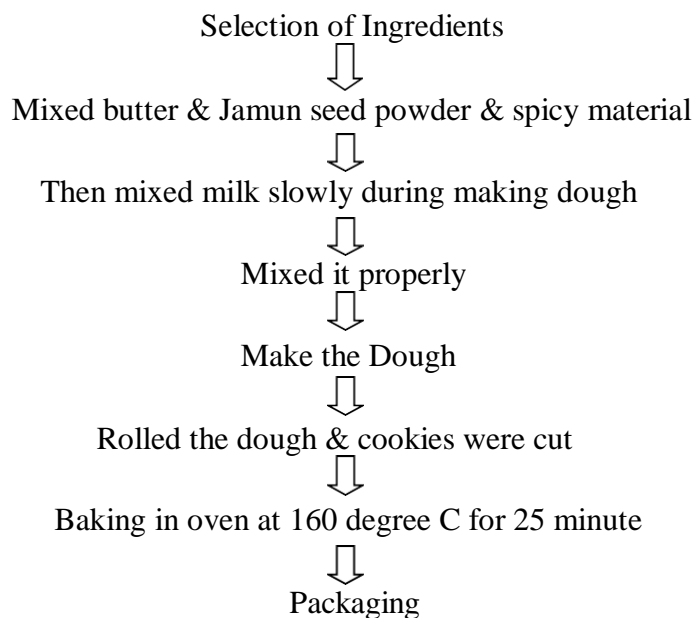 Selection of Ingredients
Mixed butter & Jamun seed powder & spicy material
Then mixed milk slowly during making dough
Mixed it properly
Make the Dough
Rolled the dough & cookies were cut
Baking in oven at 160 degree C for 25 minute
Packaging